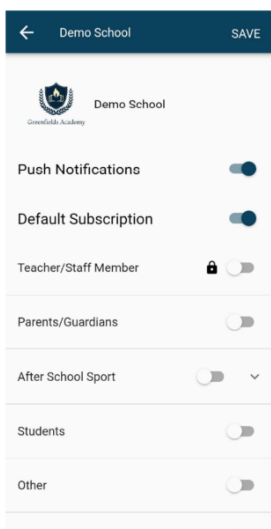 Demo School SAVE
Demo School
Greenfields Academy
Push Notifications
Default Subscription
Teacher/Staff Member
Parents/Guardians
After School Sport
Students
Other